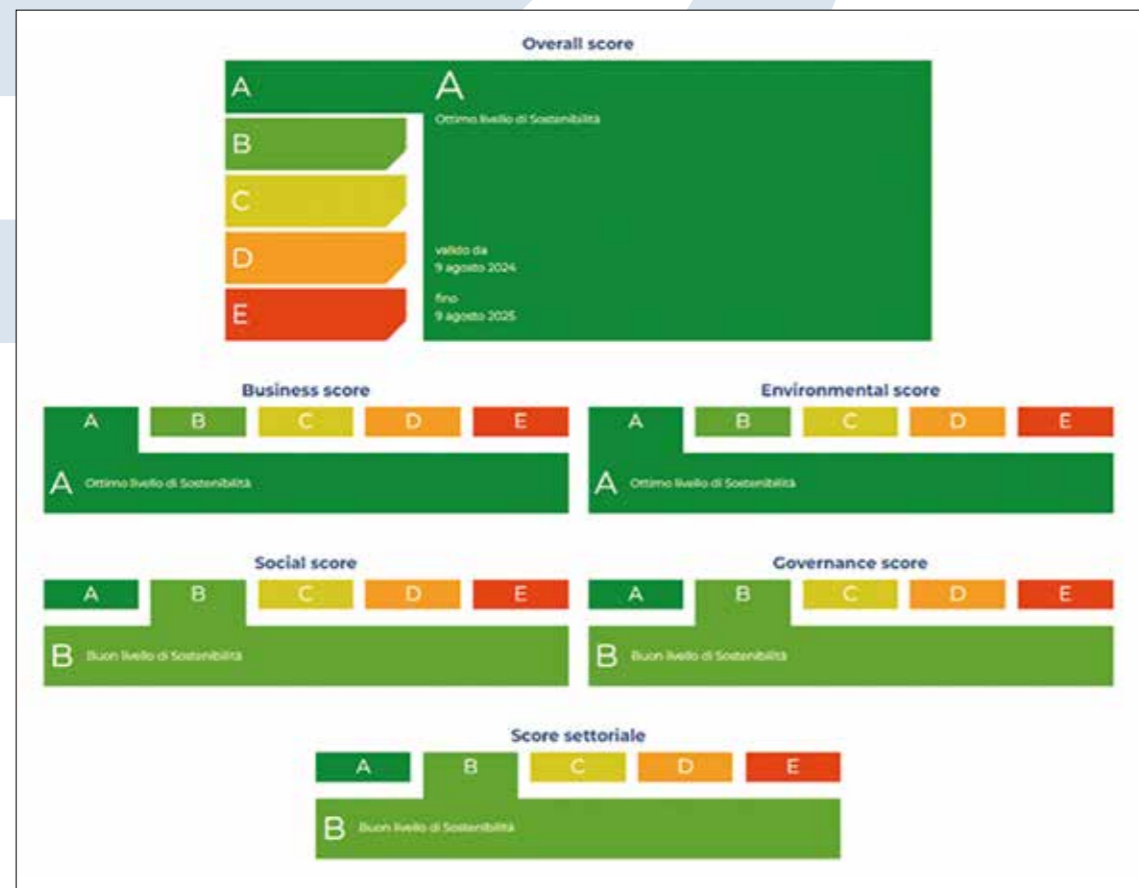 Overall score
A
B
C
D
E
A
Ottimo livello di Sostenibilità
valido da
9 agosto 2024
fino
9 agosto 2025
Business score
A B C D E
A Ottimo livello di Sostenibilità
Environmental score
A B C D E
A Ottimo livello di Sostenibilità
Social score
A B C D E
B Buon livello di Sostenibilità
Governance score
A B C D E
B Buon livello di Sostenibilità
Score settoriale
A B C D E
B Buon livello di Sostenibilità